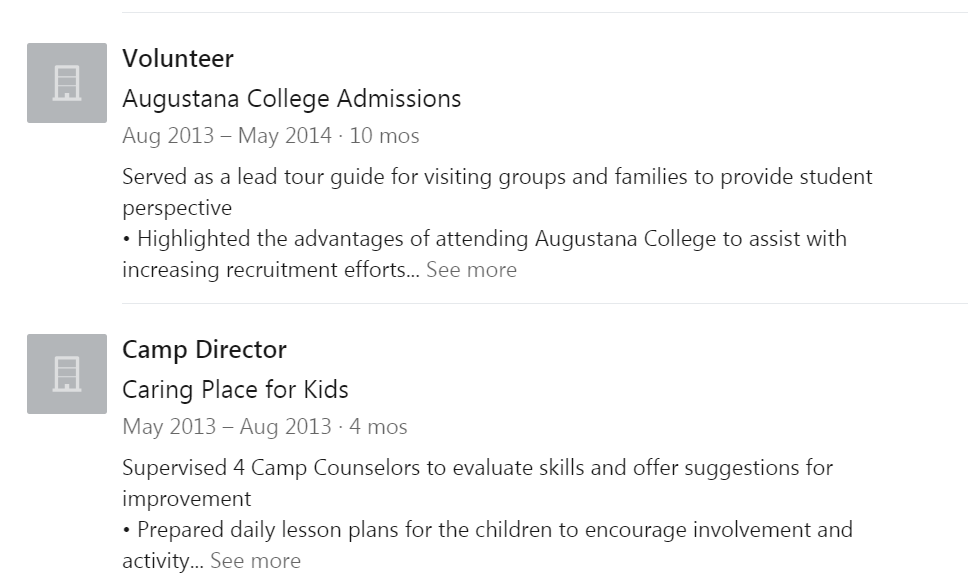 Volunteer
Augustana College Admissions
Aug 2013 – May 2014 · 10 mos
Served as a lead tour guide for visiting groups and families to provide student
perspective
• Highlighted the advantages of attending Augustana College to assist with
increasing recruitment efforts... See more
Camp Director
Caring Place for Kids
May 2013 – Aug 2013 · 4 mos
Supervised 4 Camp Counselors to evaluate skills and offer suggestions for
improvement
• Prepared daily lesson plans for the children to encourage involvement and
activity... See more